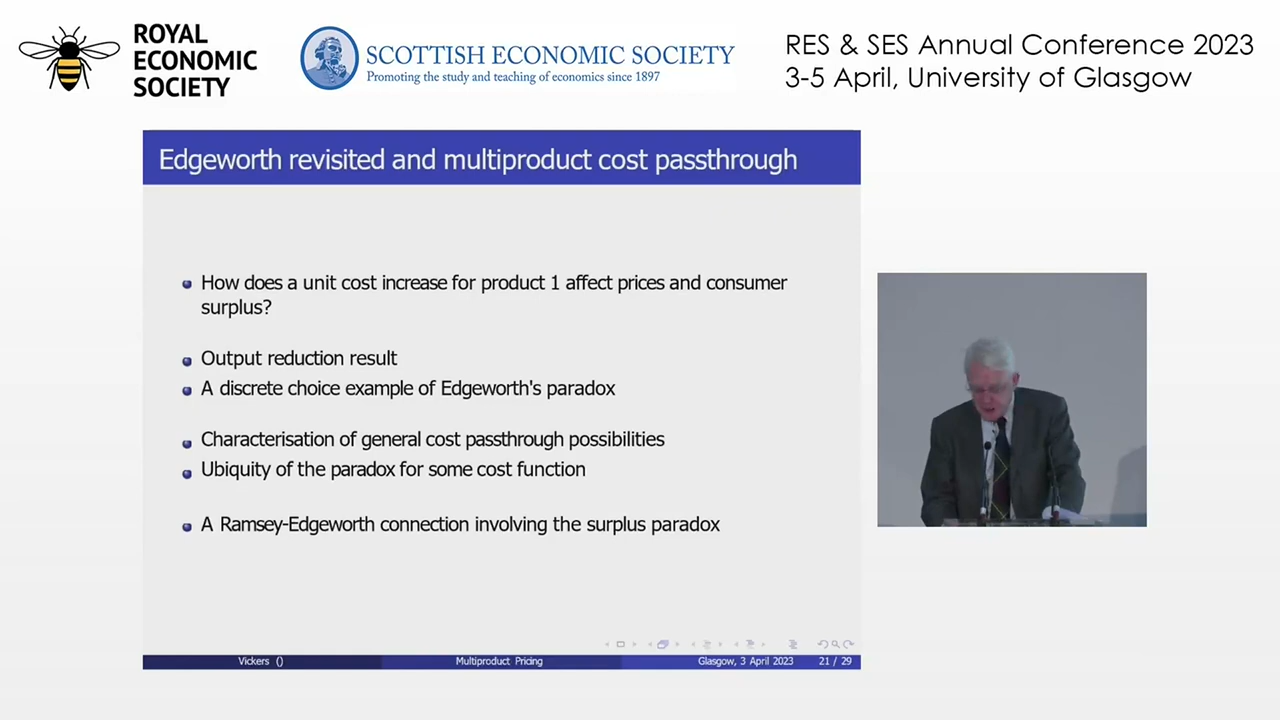 ROYAL
ECONOMIC
SOCIETY
SCOTTISH ECONOMIC SOCIETY
Promoting the study and teaching of economics since 1897
RES & SES Annual Conference 2023
3-5 April, University of Glasgow
Edgeworth revisited and multiproduct cost passthrough
How does a unit cost increase for product 1 affect prices and consumer
surplus?
Output reduction result
A discrete choice example of Edgeworth's paradox
Characterisation of general cost passthrough possibilities
Ubiquity of the paradox for some cost function
A Ramsey-Edgeworth connection involving the surplus paradox
Vickers () Multiproduct Pricing Glasgow, 3 April 2023 21 / 29